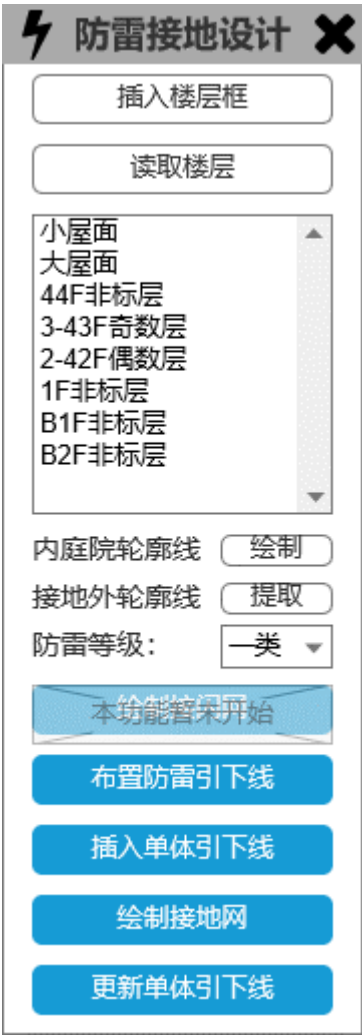 防雷接地设计
插入楼层框
读取楼层
小屋面
大屋面
44F非标层
3-43F奇数层
2-42F偶数层
1F非标层
B1F非标层
B2F非标层
内庭院轮廓线 绘制
接地外轮廓线 提取
防雷等级： 一类
本功能暂未开始
布置防雷引下线
插入单体引下线
绘制接地网
更新单体引下线